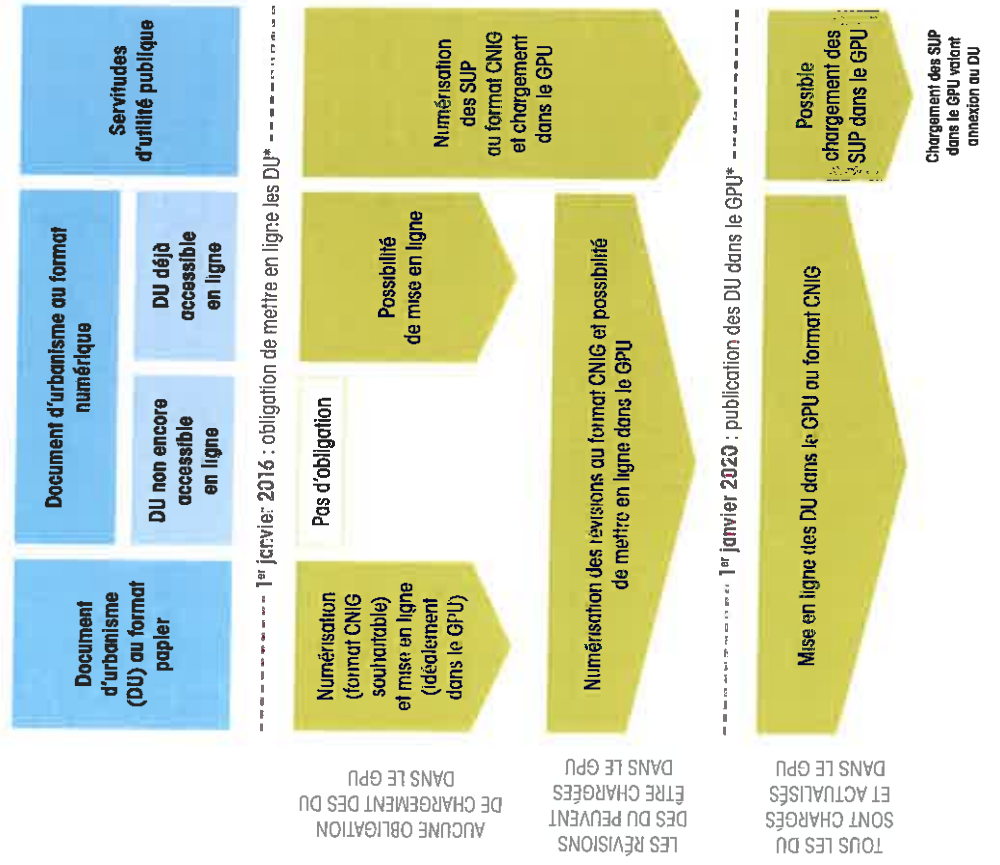 Document
d'urbanisme
(DU) au format
papier
Document d'urbanisme au format
numérique
DU non encore
accessible
en ligne
DU déjà
accessible
en ligne
Servitudes
d'utilité publique
1er janvier 2016 : obligation de mettre en ligne les DU*
AUCUNE OBLIGATION
DE CHARGEMENT DES DU
DANS LE GPU
Numérisation
(format CNIG
souhaitable)
et mise en ligne
(idéalement
dans le GPU)
Pas d'obligation
Possibilité
de mise en ligne
Numérisation
des SUP
au format CNIG
et chargement
dans le GPU
LES RÉVISIONS
DES DU PEUVENT
ÊTRE CHARGÉES
DANS LE GPU
Numérisation des révisions au format CNIG et possibilité
de mettre en ligne dans le GPU
1er janvier 2020 : publication des DU dans le GPU*
TOUS LES DU
SONT CHARGÉS
ET ACTUALISÉS
DANS LE GPU
Mise en ligne des DU dans le GPU au format CNIG
Possible
chargement des
SUP dans le GPU
Chargement des SUP
dans le GPU valant
annexion au DU